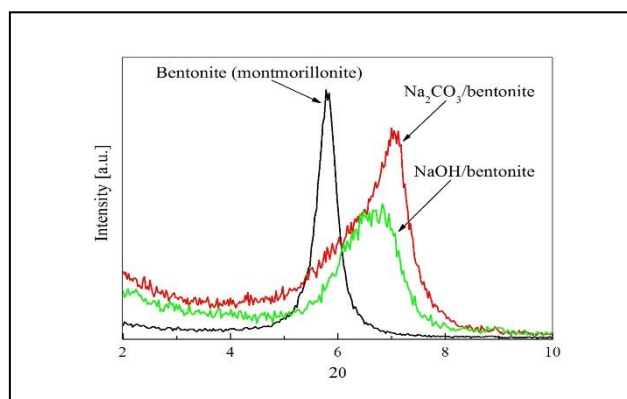 Bentonite (montmorillonite)
Na₂CO₃/bentonite
NaOH/bentonite
Intensity [a.u.]
2 4 6 8 10
20